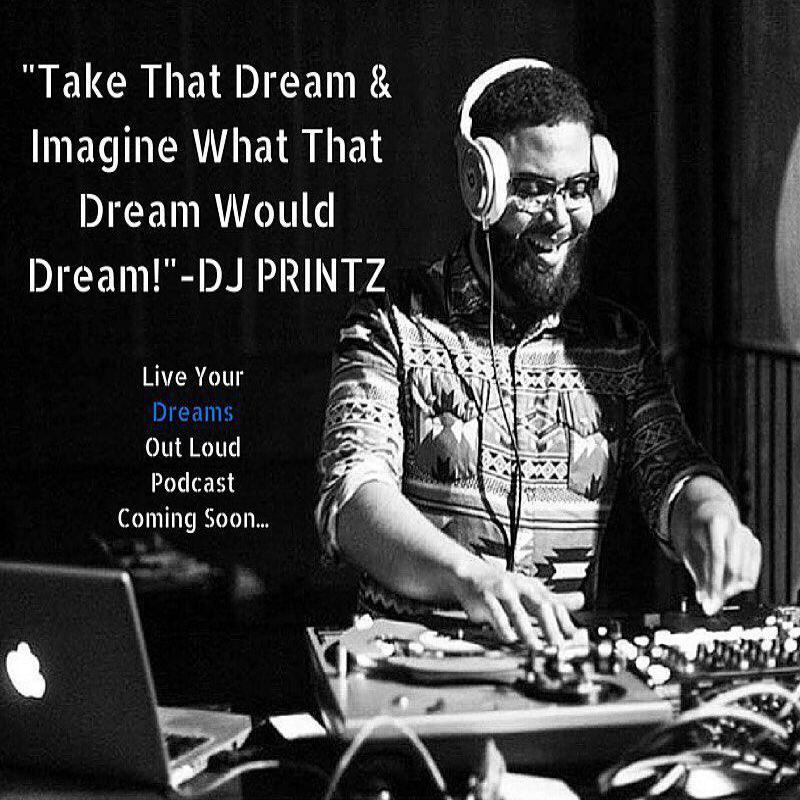 "Take That Dream &
Imagine What That
Dream Would
Dream!"-DJ PRINTZ
Live Your
Dreams
Out Loud
Podcast
Coming Soon...